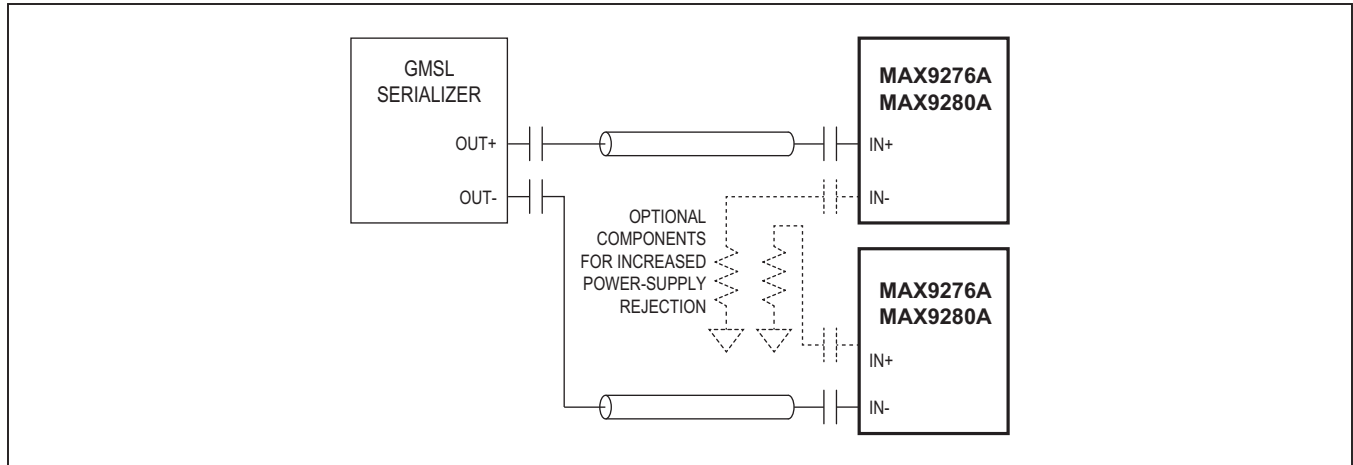 GMSL
SERIALIZER
OUT+
OUT-
MAX9276A
MAX9280A
IN+
IN-
OPTIONAL
COMPONENTS
FOR INCREASED
POWER-SUPPLY
REJECTION
MAX9276A
MAX9280A
IN+
IN-